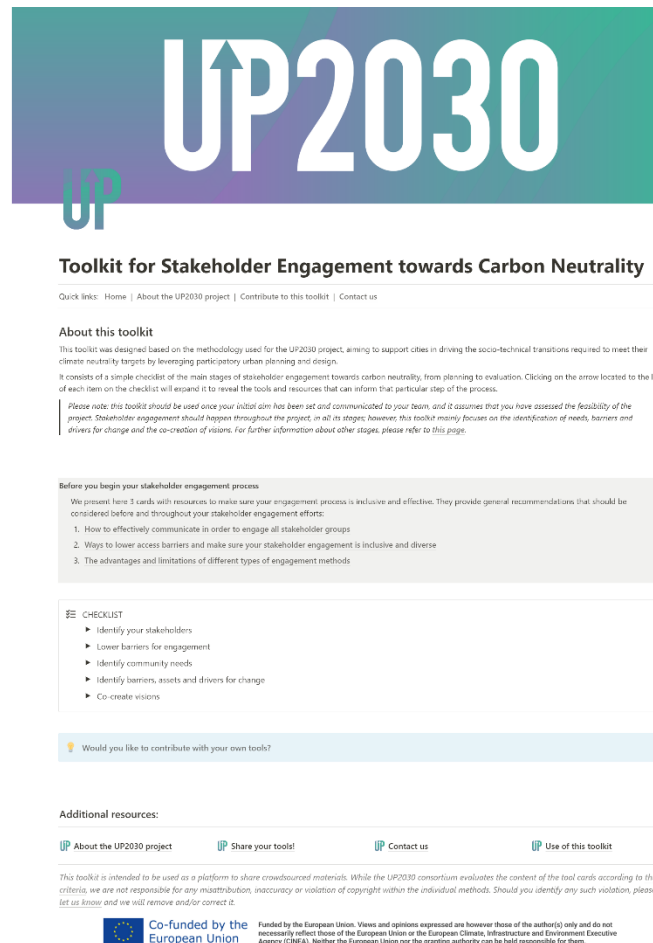 UP2030
UP
Toolkit for Stakeholder Engagement towards Carbon Neutrality
Quick links: Home | About the UP2030 project | Contribute to this toolkit | Contact us
About this toolkit
This toolkit was designed based on the methodology used for the UP2030 project, aiming to support cities in driving the socio-technical transitions required to meet their
climate neutrality targets by leveraging participatory urban planning and design.
It consists of a simple checklist of the main stages of stakeholder engagement towards carbon neutrality, from planning to evaluation. Clicking on the arrow located to the l
of each item on the checklist will expand it to reveal the tools and resources that can inform that particular step of the process.
Please note: this toolkit should be used once your initial aim has been set and communicated to your team, and it assumes that you have assessed the feasibility of the
project. Stakeholder engagement should happen throughout the project, in all its stages; however, this toolkit mainly focuses on the identification of needs, barriers and
drivers for change and the co-creation of visions. For further information about other stages, please refer to this page.
Before you begin your stakeholder engagement process
We present here 3 cards with resources to make sure your engagement process is inclusive and effective. They provide general recommendations that should be
considered before and throughout your stakeholder engagement efforts:
1. How to effectively communicate in order to engage all stakeholder groups
2. Ways to lower access barriers and make sure your stakeholder engagement is inclusive and diverse
3. The advantages and limitations of different types of engagement methods
CHECKLIST
Identify your stakeholders
Lower barriers for engagement
Identify community needs
Identify barriers, assets and drivers for change
Co-create visions
Would you like to contribute with your own tools?
Additional resources:
UP About the UP2030 project UP Share your tools! UP Contact us UP Use of this toolkit
This toolkit is intended to be used as a platform to share crowdsourced materials. While the UP2030 consortium evaluates the content of the tool cards according to th
criteria, we are not responsible for any misattribution, inaccuracy or violation of copyright within the individual methods. Should you identify any such violation, pleas
let us know and we will remove and/or correct it.
Co-funded by the
European Union
Funded by the European Union. Views and opinions expressed are however those of the author(s) only and do not
necessarily reflect those of the European Union or the European Climate, Infrastructure and Environment Executive
Agency (CINEA). Neither the European Union nor the granting authority can be held responsible for them.